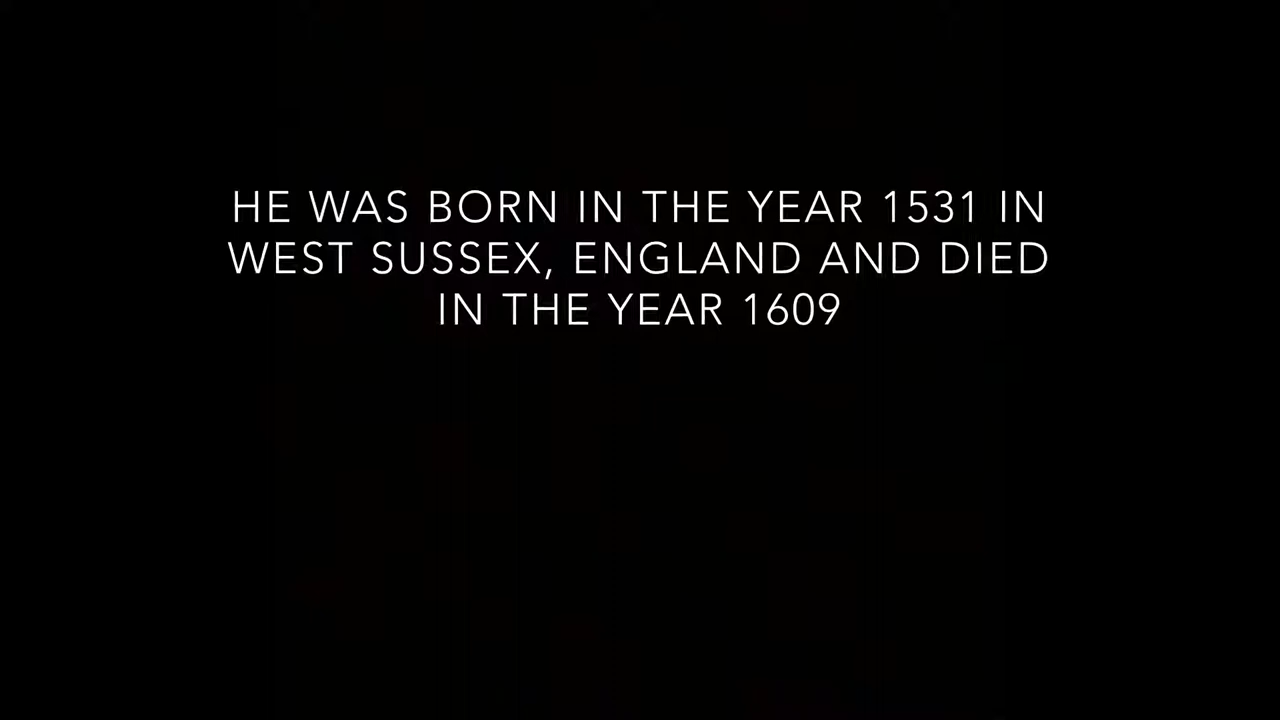 HE WAS BORN IN THE YEAR 1531 IN
WEST SUSSEX, ENGLAND AND DIED
IN THE YEAR 1609